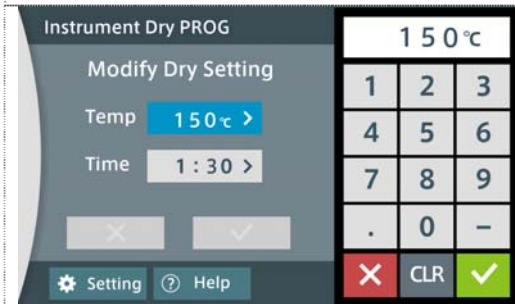 Instrument Dry PROG
Modify Dry Setting
Temp 150℃ >
Time 1:30 >
Setting ? Help
150℃
1 2 3
4 5 6
7 8 9
. 0 -
CLR